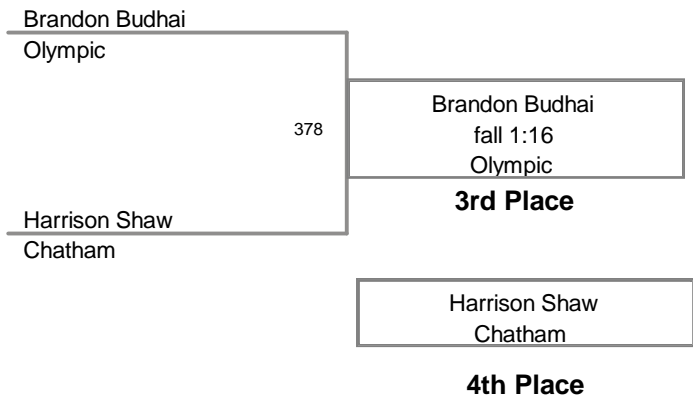 Brandon Budhai
Olympic
378
Brandon Budhai
fall 1:16
Olympic
3rd Place
Harrison Shaw
Chatham
Harrison Shaw
Chatham
4th Place